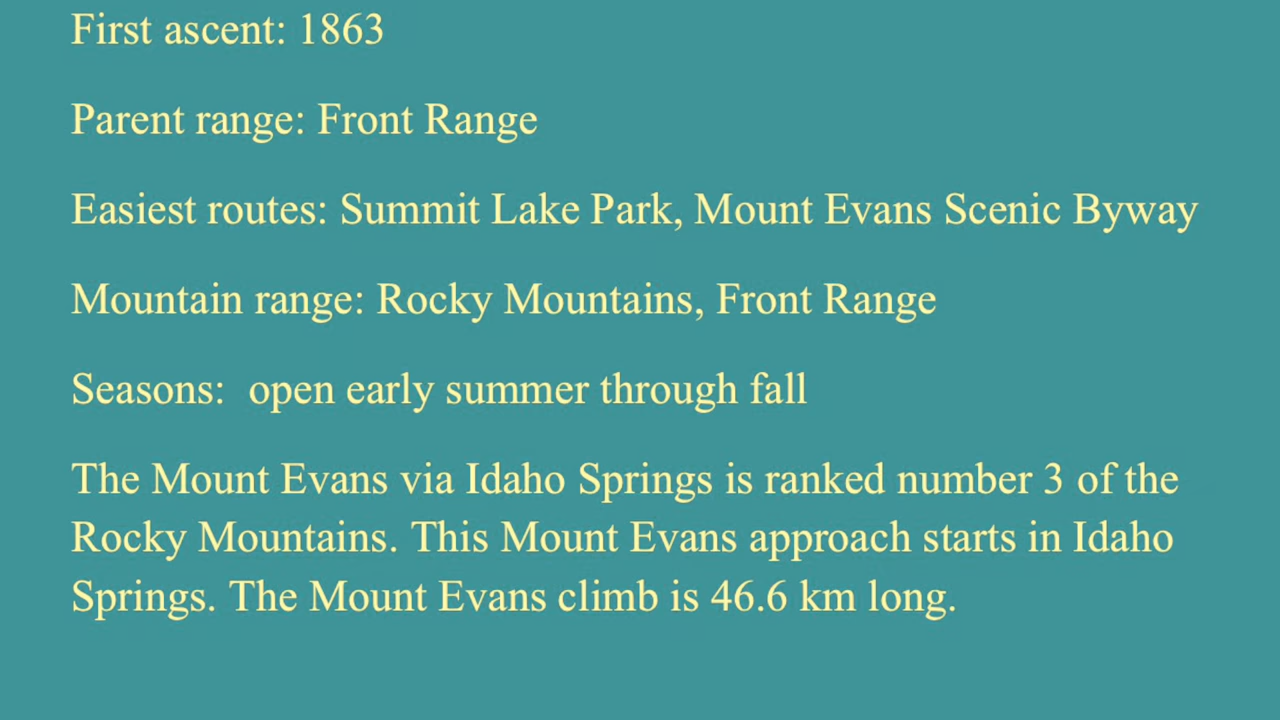 First ascent: 1863
Parent range: Front Range
Easiest routes: Summit Lake Park, Mount Evans Scenic Byway
Mountain range: Rocky Mountains, Front Range
Seasons:  open early summer through fall
The Mount Evans via Idaho Springs is ranked number 3 of the
Rocky Mountains. This Mount Evans approach starts in Idaho
Springs. The Mount Evans climb is 46.6 km long.